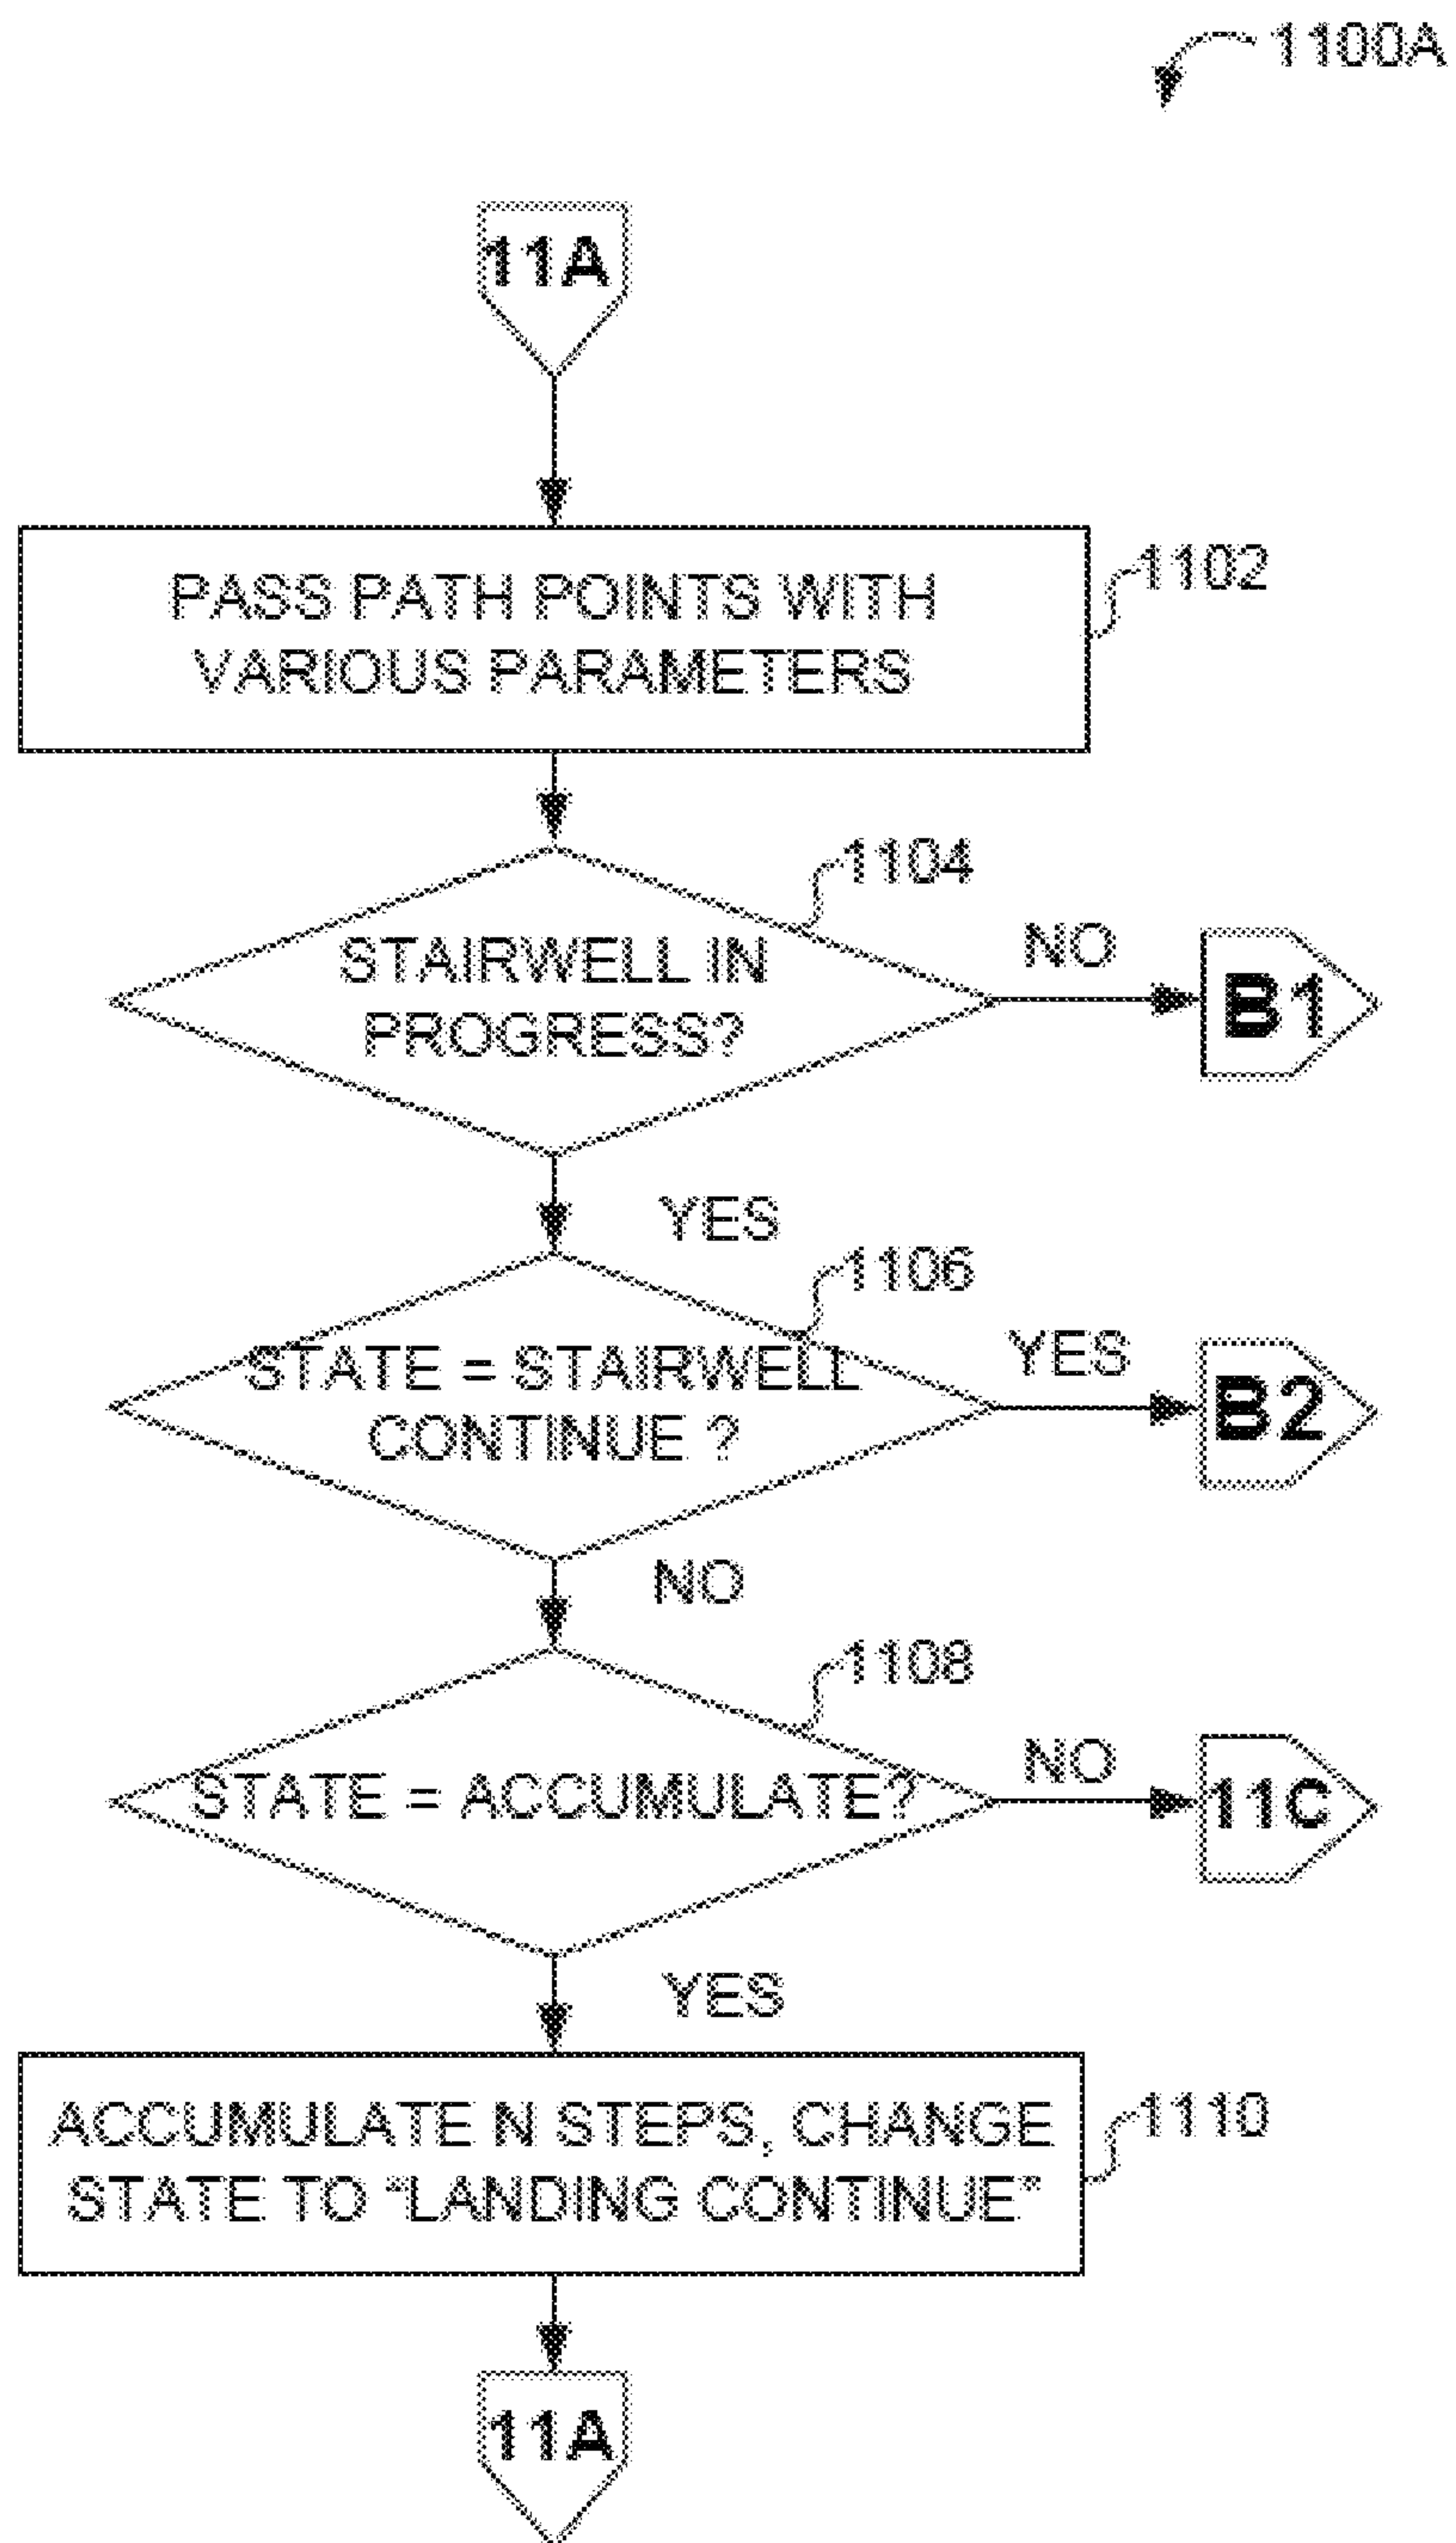 1100A
11A
PASS PATH POINTS WITH
VARIOUS PARAMETERS
1102
1104
STAIRWELL IN
PROGRESS?
NO
B1
YES
1106
STATE = STAIRWELL
CONTINUE ?
YES
B2
NO
1108
STATE = ACCUMULATE?
NO
11C
YES
ACCUMULATE N STEPS, CHANGE
STATE TO “LANDING CONTINUE”
1110
11A